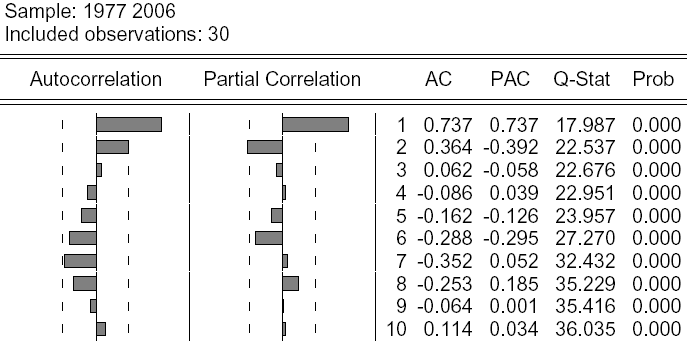 Sample: 1977 2006
Included observations: 30
Autocorrelation Partial Correlation AC PAC Q-Stat Prob
1 0.737 0.737 17.987 0.000
2 0.364 -0.392 22.537 0.000
3 0.062 -0.058 22.676 0.000
4 -0.086 0.039 22.951 0.000
5 -0.162 -0.126 23.957 0.000
6 -0.288 -0.295 27.270 0.000
7 -0.352 0.052 32.432 0.000
8 -0.253 0.185 35.229 0.000
9 -0.064 0.001 35.416 0.000
10 0.114 0.034 36.035 0.000